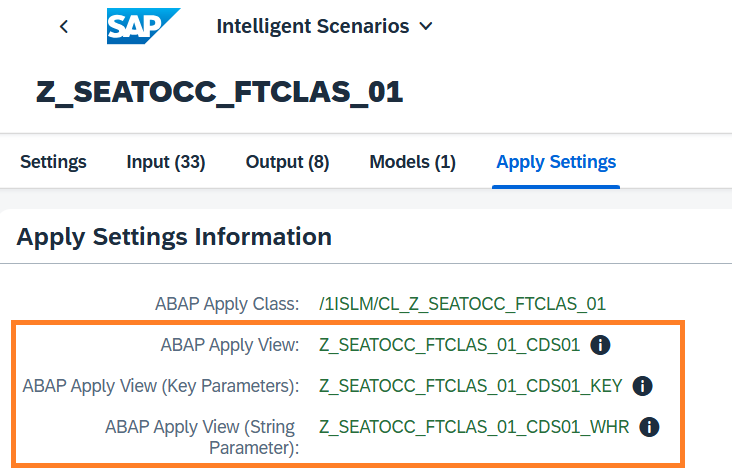 SAP Intelligent Scenarios
Z_SEATOCC_FTCLAS_01
Settings Input (33) Output (8) Models (1) Apply Settings
Apply Settings Information
ABAP Apply Class: /1ISLM/CL_Z_SEATOCC_FTCLAS_01
ABAP Apply View: Z_SEATOCC_FTCLAS_01_CDS01
ABAP Apply View (Key Parameters): Z_SEATOCC_FTCLAS_01_CDS01_KEY
ABAP Apply View (String Z_SEATOCC_FTCLAS_01_CDS01_WHR
Parameter):